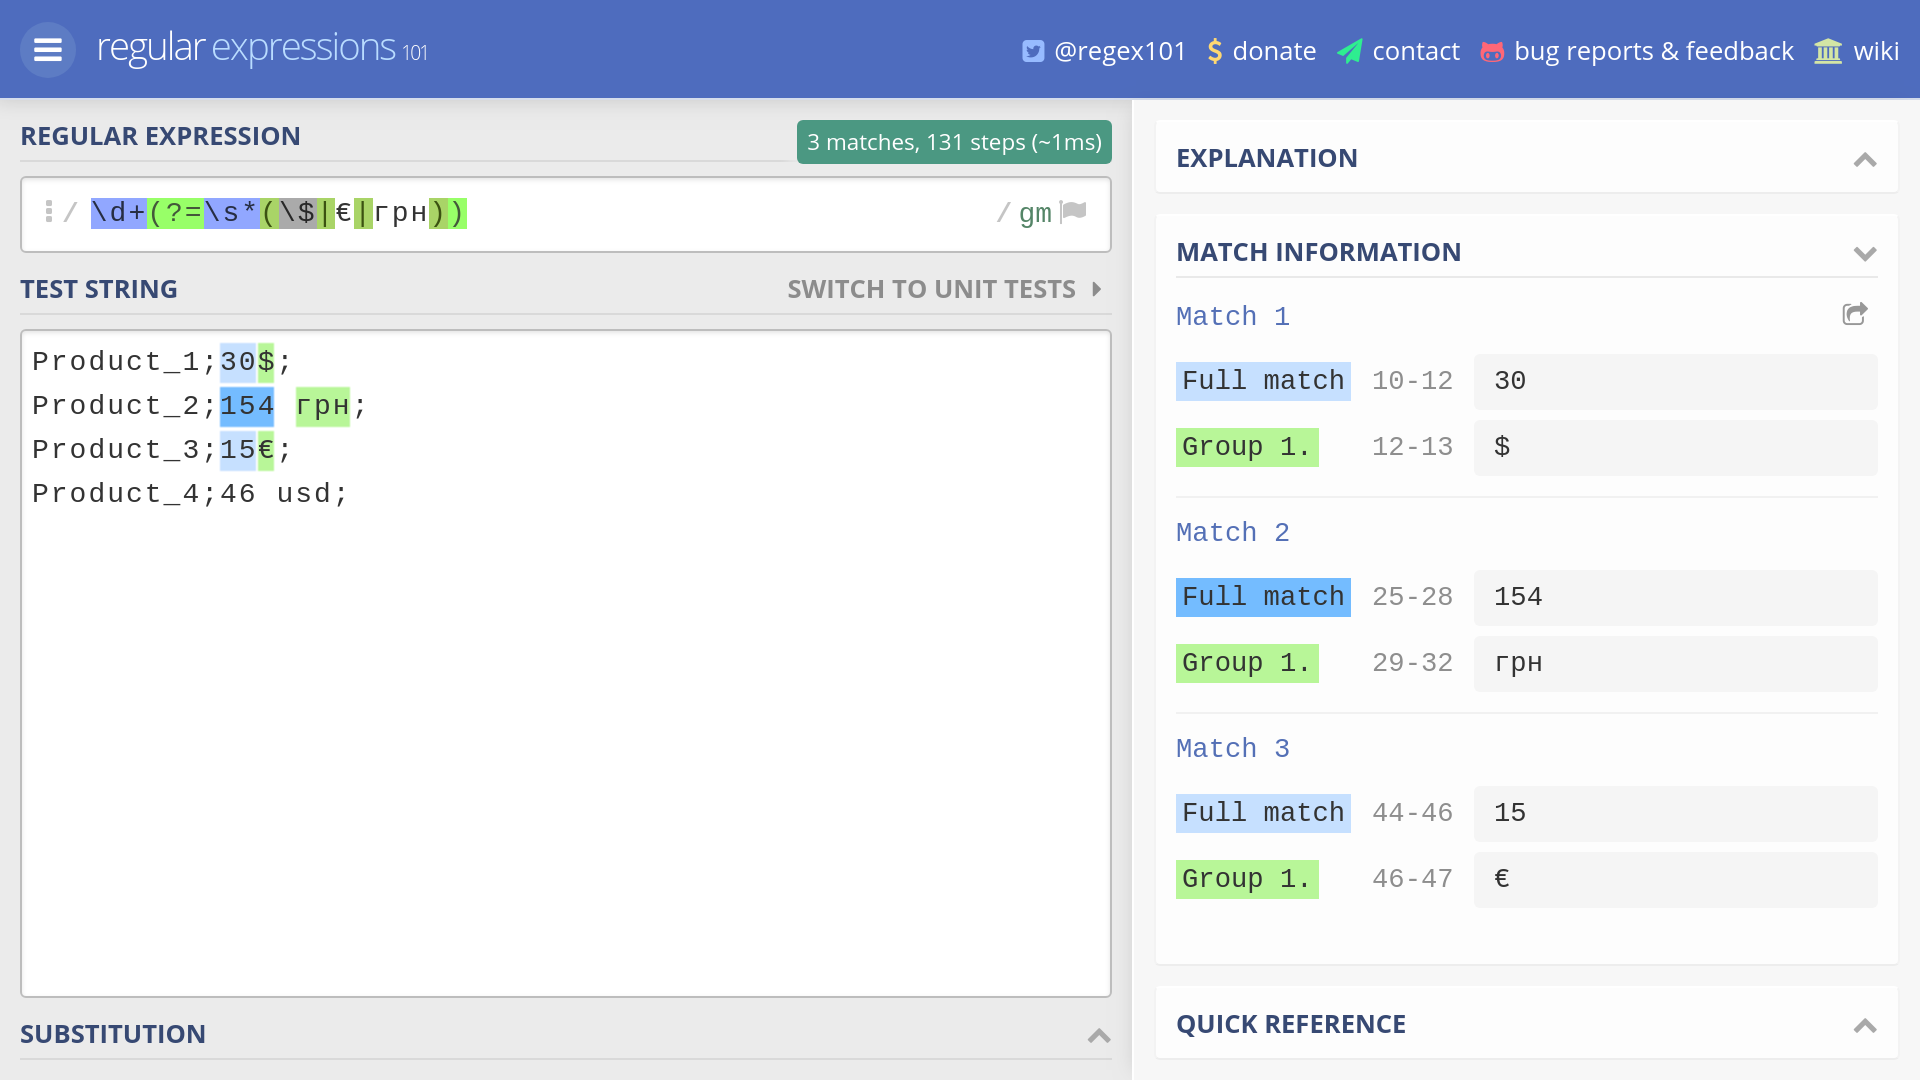 regular expressions 101
@regex101 donate contact bug reports & feedback wiki
REGULAR EXPRESSION
3 matches, 131 steps (~1ms)
/ \d+(?=\s*(\$|€|грн)) / gm
TEST STRING
SWITCH TO UNIT TESTS
Product_1;30$;
Product_2;154 грн;
Product_3;15€;
Product_4;46 usd;
SUBSTITUTION
EXPLANATION
MATCH INFORMATION
Match 1
Full match 10-12 30
Group 1. 12-13 $
Match 2
Full match 25-28 154
Group 1. 29-32 грн
Match 3
Full match 44-46 15
Group 1. 46-47 €
QUICK REFERENCE